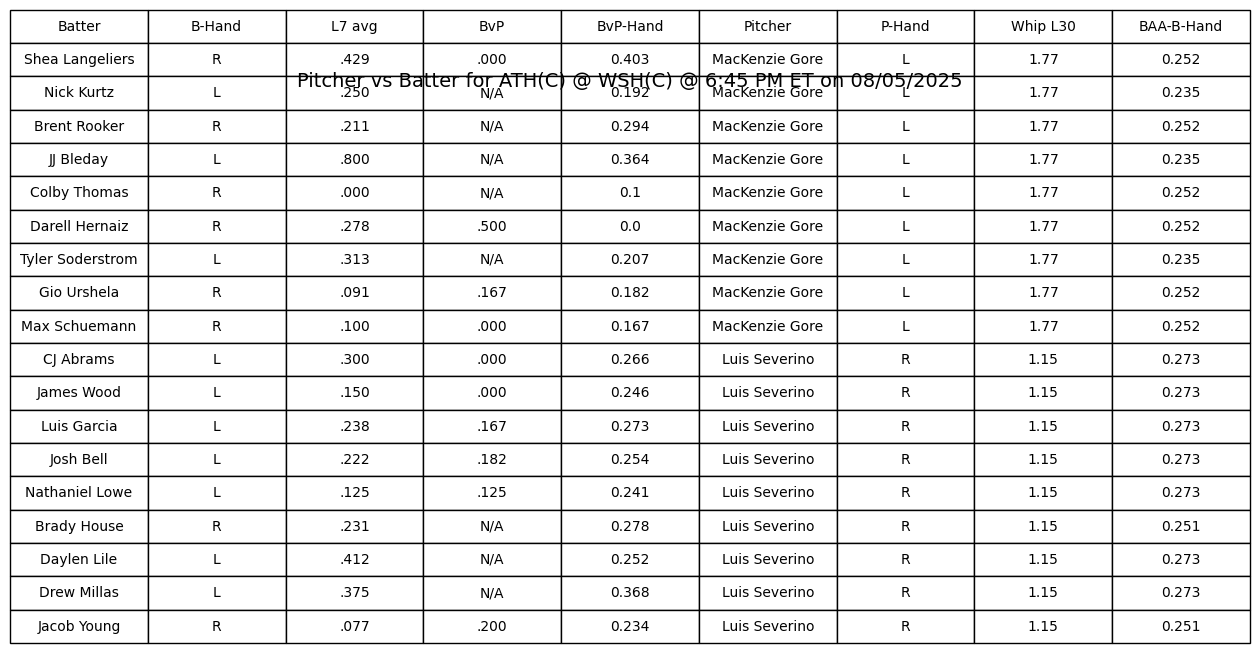 Batter B-Hand L7 avg BvP BvP-Hand Pitcher P-Hand Whip L30 BAA-B-Hand
Shea Langeliers R .429 .000 0.403 MacKenzie Gore L 1.77 0.252
Pitcher vs Batter for ATH(C) @ WSH(C) @ 6:45 PM ET on 08/05/2025
Nick Kurtz L .250 N/A 0.192 MacKenzie Gore L 1.77 0.235
Brent Rooker R .211 N/A 0.294 MacKenzie Gore L 1.77 0.252
JJ Bleday L .800 N/A 0.364 MacKenzie Gore L 1.77 0.235
Colby Thomas R .000 N/A 0.1 MacKenzie Gore L 1.77 0.252
Darell Hernaiz R .278 .500 0.0 MacKenzie Gore L 1.77 0.252
Tyler Soderstrom L .313 N/A 0.207 MacKenzie Gore L 1.77 0.235
Gio Urshela R .091 .167 0.182 MacKenzie Gore L 1.77 0.252
Max Schuemann R .100 .000 0.167 MacKenzie Gore L 1.77 0.252
CJ Abrams L .300 .000 0.266 Luis Severino R 1.15 0.273
James Wood L .150 .000 0.246 Luis Severino R 1.15 0.273
Luis Garcia L .238 .167 0.273 Luis Severino R 1.15 0.273
Josh Bell L .222 .182 0.254 Luis Severino R 1.15 0.273
Nathaniel Lowe L .125 .125 0.241 Luis Severino R 1.15 0.273
Brady House R .231 N/A 0.278 Luis Severino R 1.15 0.251
Daylen Lile L .412 N/A 0.252 Luis Severino R 1.15 0.273
Drew Millas L .375 N/A 0.368 Luis Severino R 1.15 0.273
Jacob Young R .077 .200 0.234 Luis Severino R 1.15 0.251